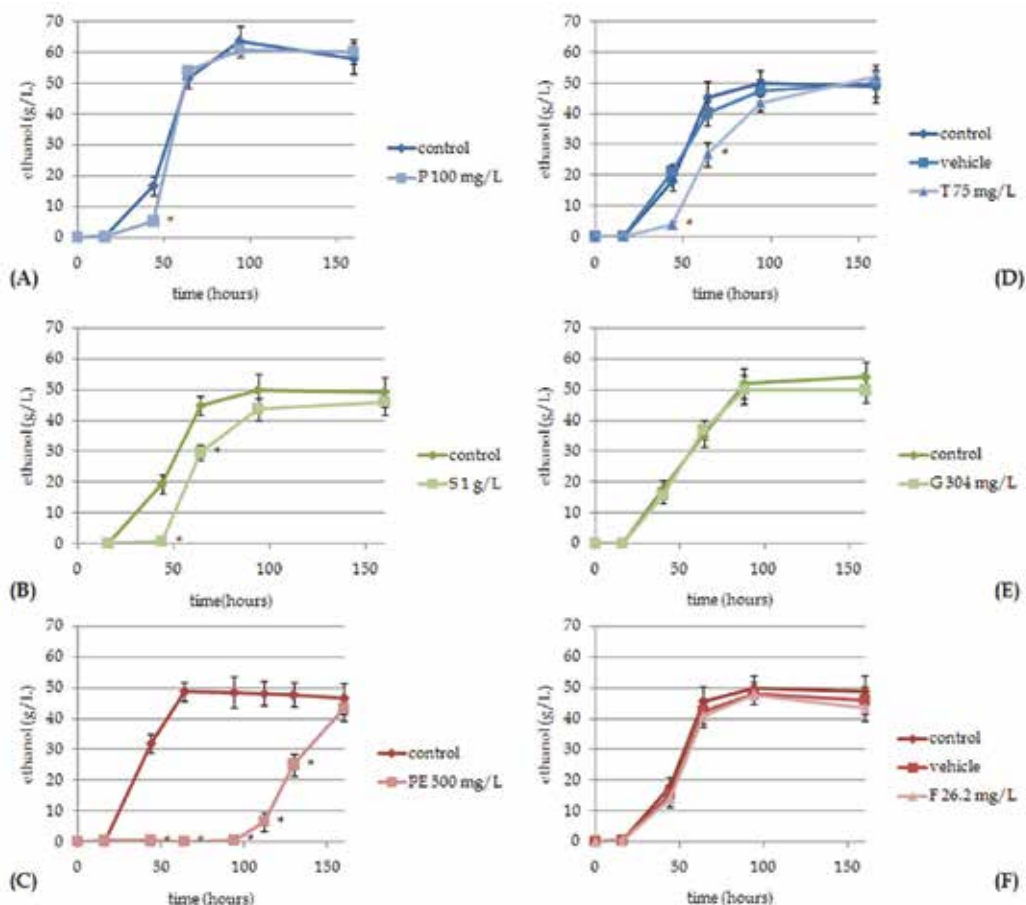 70
60
50
40
30
20
10
0
ethanol (g/L)
0 50 100 150
time (hours)
control
P 100 mg/L
*
(A)
70
60
50
40
30
20
10
0
ethanol (g/L)
0 50 100 150
time (hours)
control
vehicle
T 75 mg/L
*
*
(D)
70
60
50
40
30
20
10
0
ethanol (g/L)
0 50 100 150
time(hours)
control
S 1 g/L
*
*
(B)
70
60
50
40
30
20
10
0
ethanol (g/L)
0 50 100 150
time (hours)
control
G 304 mg/L
(E)
70
60
50
40
30
20
10
0
ethanol (g/L)
0 50 100 150
time (hours)
control
PE 500 mg/L
* * * * *
(C)
70
60
50
40
30
20
10
0
ethanol (g/L)
0 50 100 150
time (hours)
control
vehicle
F 26.2 mg/L
(F)